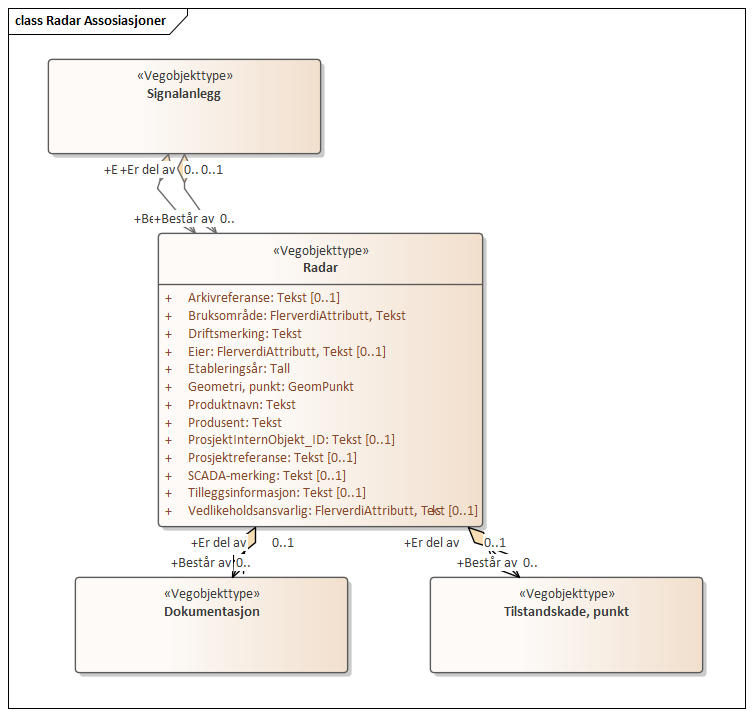 class Radar Assosiasjoner
«Vegobjekttype»
Signalanlegg
+E +Er del av 0.. 0..1
+Be +Består av 0..
«Vegobjekttype»
Radar
+ Arkivreferanse: Tekst [0..1]
+ Bruksområde: FlerverdiAttributt, Tekst
+ Driftsmerking: Tekst
+ Eier: FlerverdiAttributt, Tekst [0..1]
+ Etableringsår: Tall
+ Geometri, punkt: GeomPunkt
+ Produktnavn: Tekst
+ Produsent: Tekst
+ ProsjektInternObjekt_ID: Tekst [0..1]
+ Prosjektreferanse: Tekst [0..1]
+ SCADA-merking: Tekst [0..1]
+ Tilleggsinformasjon: Tekst [0..1]
+ Vedlikeholdsansvarlig: FlerverdiAttributt, Tekst [0..1]
+Er del av 0..1 +Er del av 0..1
+Består av 0.. +Består av 0..
«Vegobjekttype»
Dokumentasjon
«Vegobjekttype»
Tilstandskade, punkt